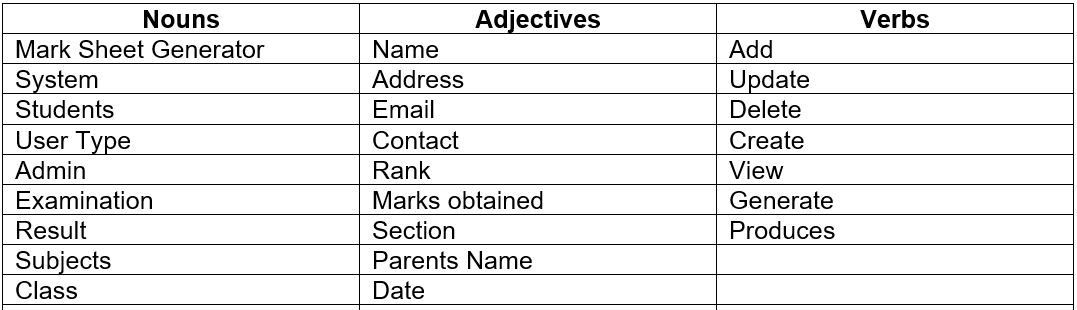 Nouns Adjectives Verbs
Mark Sheet Generator Name Add
System Address Update
Students Email Delete
User Type Contact Create
Admin Rank View
Examination Marks obtained Generate
Result Section Produces
Subjects Parents Name
Class Date